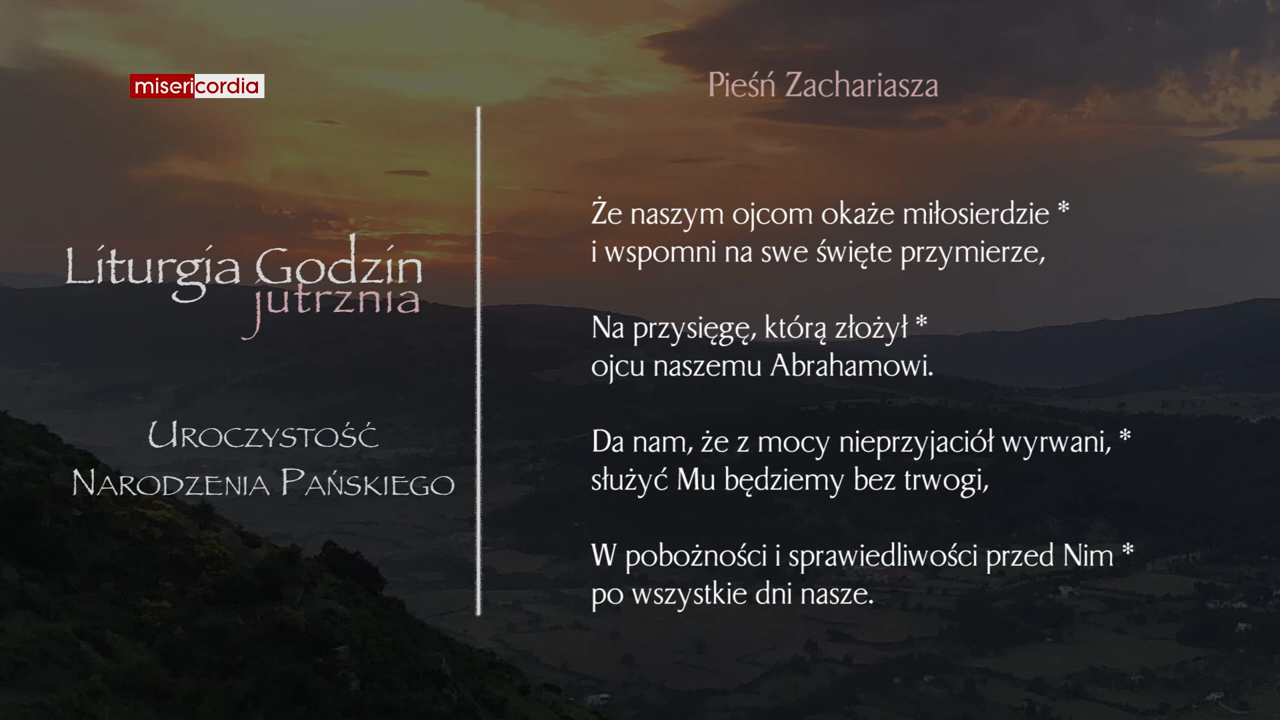 misericordia
Liturgia Godzin
jutrznia
Uroczystość
Narodzenia Pańskiego
Pieśń Zachariasza
Że naszym ojcom okaże miłosierdzie *
i wspomni na swe święte przymierze,
Na przysięgę, którą złożył *
ojcu naszemu Abrahamowi.
Da nam, że z mocy nieprzyjaciół wyrwani, *
służyć Mu będziemy bez trwogi,
W pobożności i sprawiedliwości przed Nim *
po wszystkie dni nasze.